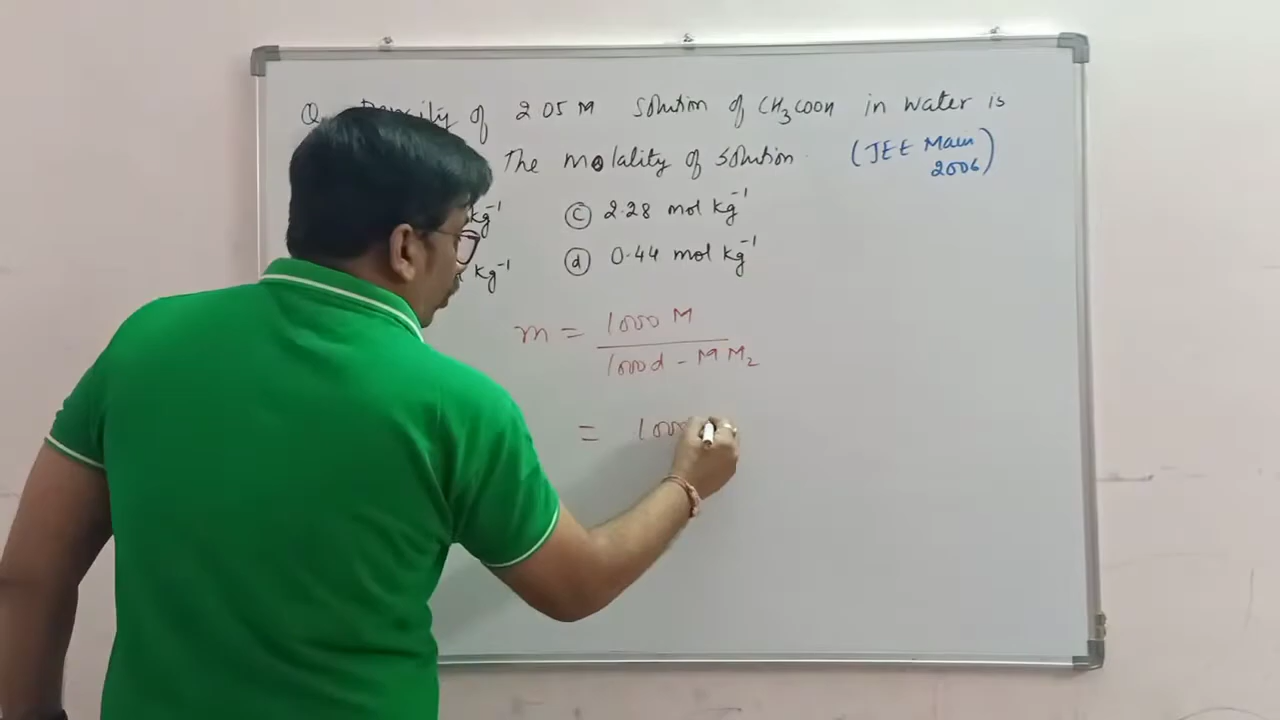 Q Density of 2.05 M solution of CH3COOH in water is
The molality of solution (JEE Main 2006)
kg⁻¹ (c) 2.28 mol kg⁻¹
kg⁻¹ (d) 0.44 mol kg⁻¹
m = 1000 M / 1000d - M M₂
= 1000